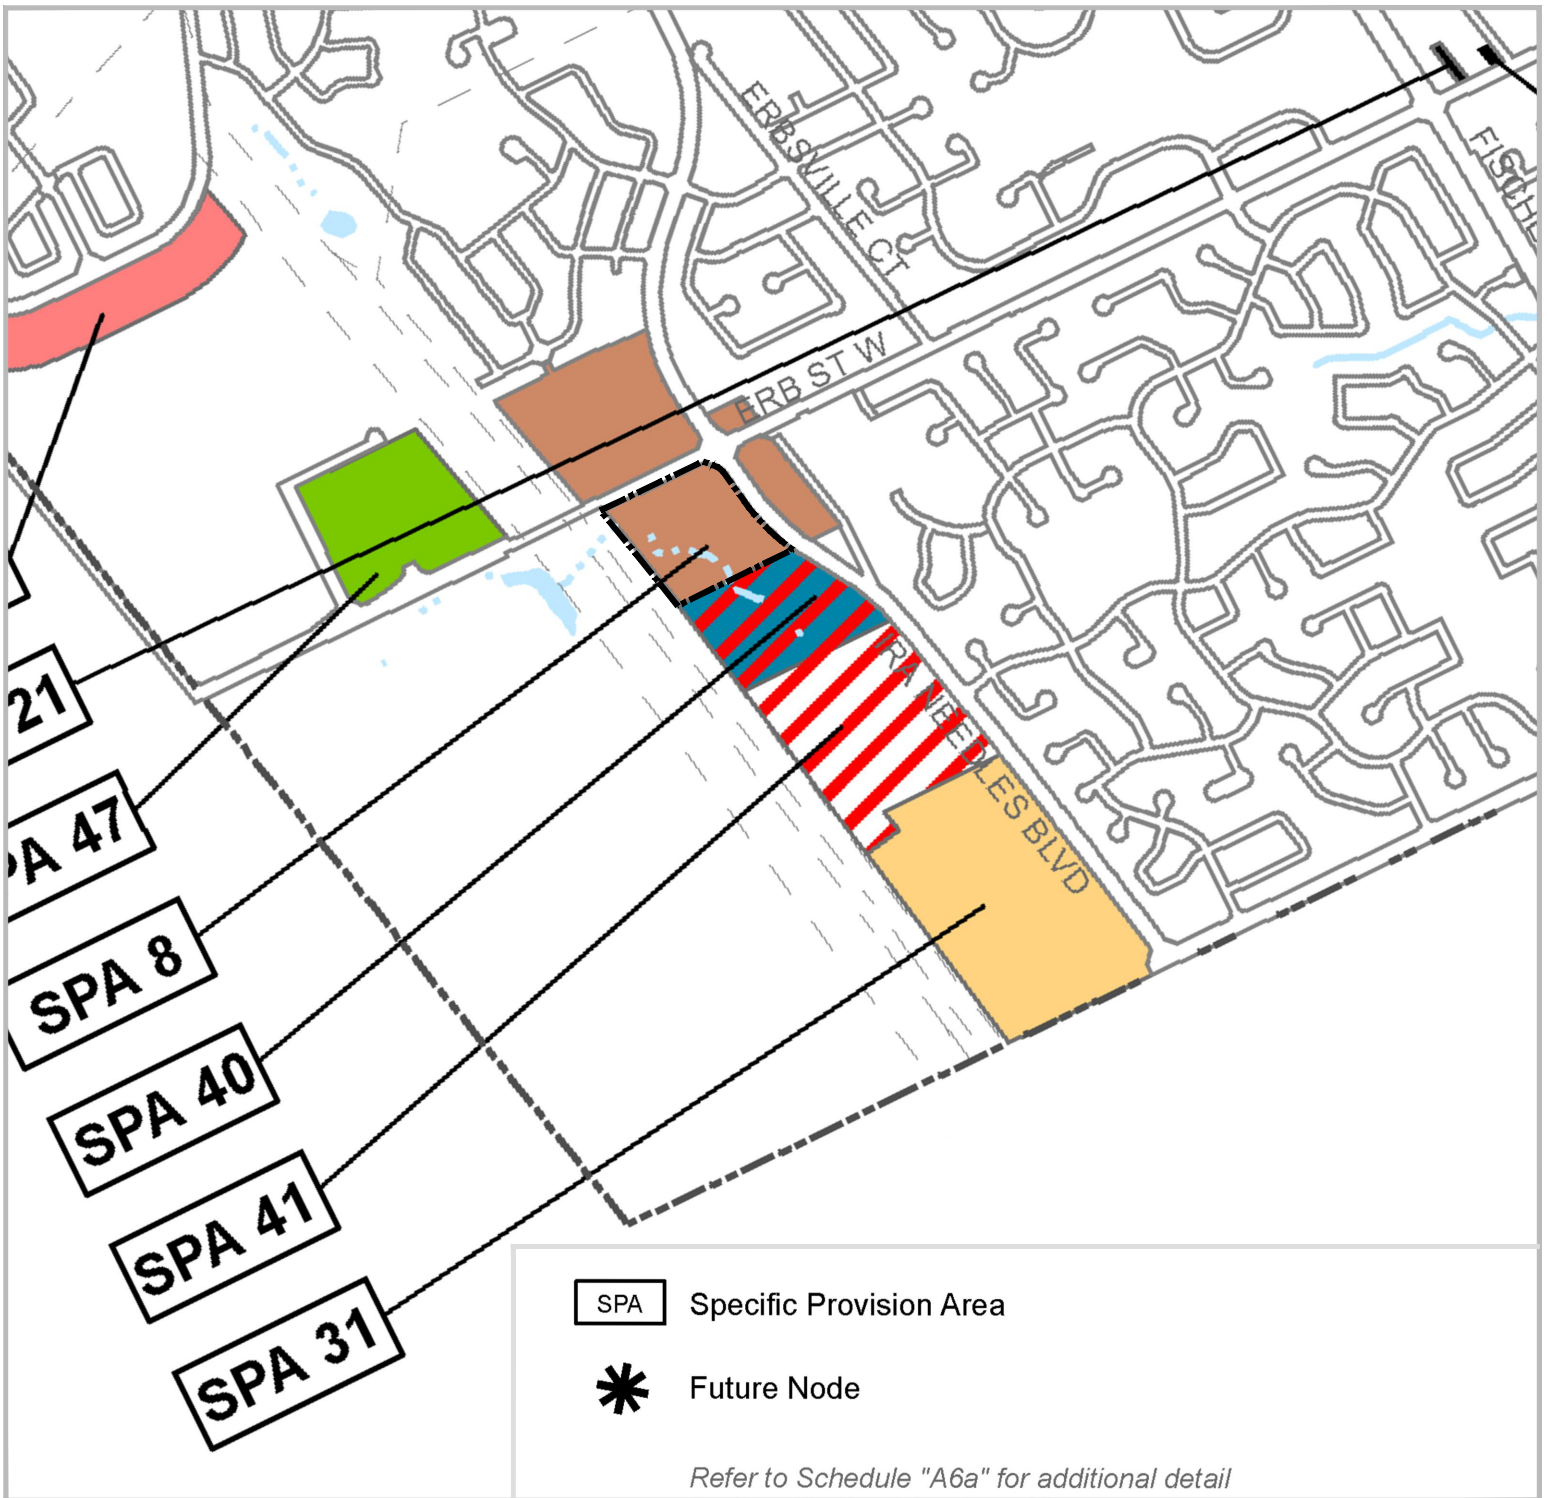 ERBSVILLE CT
ERB ST W
IRA NEEDLES BLVD
21
PA 47
SPA 8
SPA 40
SPA 41
SPA 31
SPA Specific Provision Area
Future Node
Refer to Schedule "A6a" for additional detail